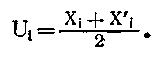 Uᵢ = (Xᵢ + X'ᵢ) / 2 .